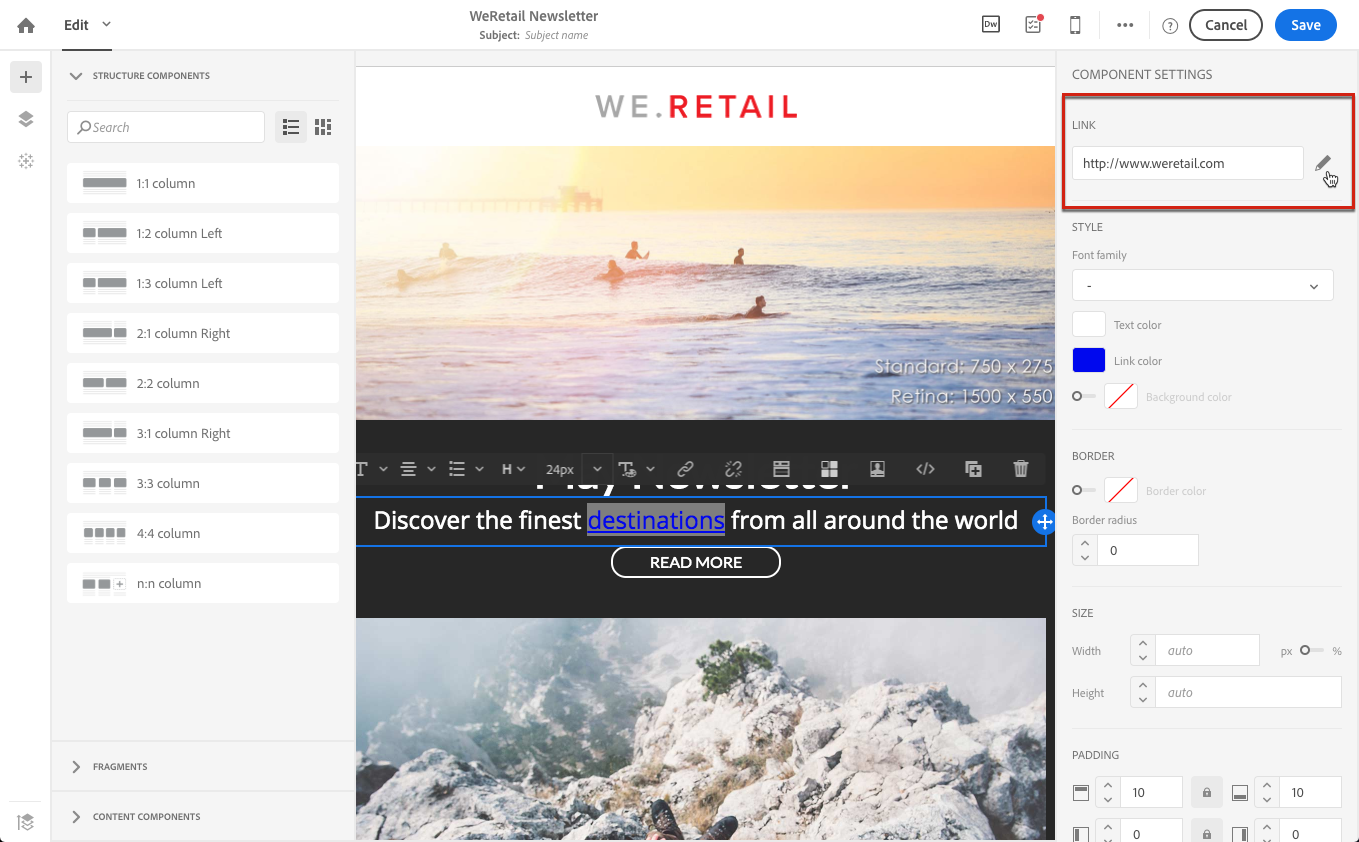 Edit
WeRetail Newsletter
Subject: Subject name
Dw
Cancel
Save
STRUCTURE COMPONENTS
Search
1:1 column
1:2 column Left
1:3 column Left
2:1 column Right
2:2 column
3:1 column Right
3:3 column
4:4 column
n:n column
FRAGMENTS
CONTENT COMPONENTS
WE.RETAIL
Standard: 750 x 275
Retina: 1500 x 550
H
24px
May Newsletter
Discover the finest destinations from all around the world
READ MORE
COMPONENT SETTINGS
LINK
http://www.weretail.com
STYLE
Font family
-
Text color
Link color
Background color
BORDER
Border color
Border radius
0
SIZE
Width auto px %
Height auto
PADDING
10 10
0 0